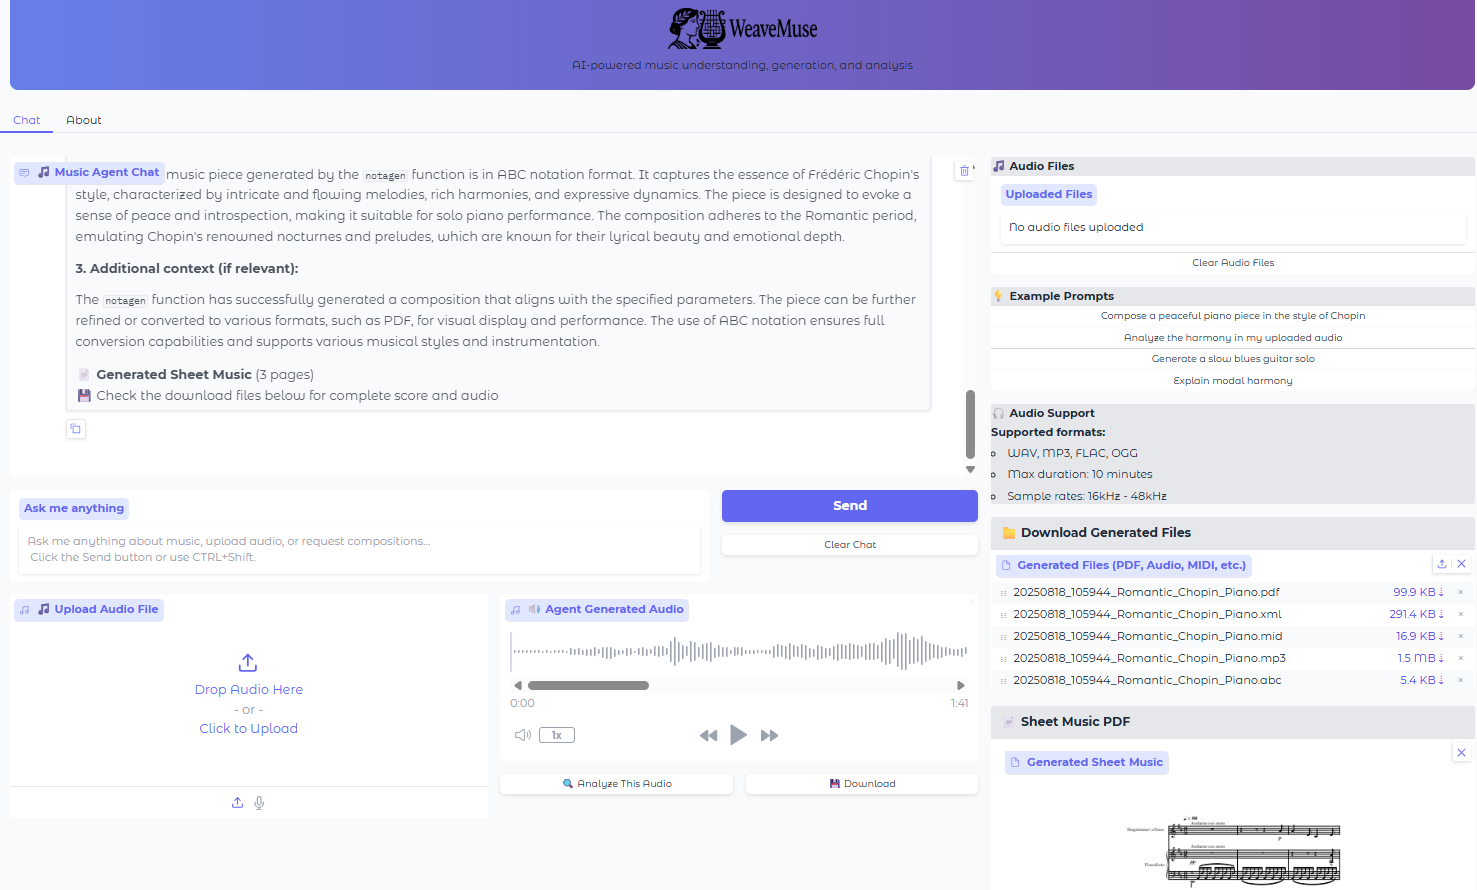 WeaveMuse
AI-powered music understanding, generation, and analysis
Chat
About
Music Agent Chat
music piece generated by the notagen function is in ABC notation format. It captures the essence of Frédéric Chopin's
style, characterized by intricate and flowing melodies, rich harmonies, and expressive dynamics. The piece is designed to evoke a
sense of peace and introspection, making it suitable for solo piano performance. The composition adheres to the Romantic period,
emulating Chopin's renowned nocturnes and preludes, which are known for their lyrical beauty and emotional depth.
3. Additional context (if relevant):
The notagen function has successfully generated a composition that aligns with the specified parameters. The piece can be further
refined or converted to various formats, such as PDF, for visual display and performance. The use of ABC notation ensures full
conversion capabilities and supports various musical styles and instrumentation.
Generated Sheet Music (3 pages)
Check the download files below for complete score and audio
Ask me anything
Ask me anything about music, upload audio, or request compositions...
Click the Send button or use CTRL+Shift.
Send
Clear Chat
Upload Audio File
Drop Audio Here
- or -
Click to Upload
Agent Generated Audio
0:00
1:41
1x
Analyze This Audio
Download
Audio Files
Uploaded Files
No audio files uploaded
Clear Audio Files
Example Prompts
Compose a peaceful piano piece in the style of Chopin
Analyze the harmony in my uploaded audio
Generate a slow blues guitar solo
Explain modal harmony
Audio Support
Supported formats:
WAV, MP3, FLAC, OGG
Max duration: 10 minutes
Sample rates: 16kHz - 48kHz
Download Generated Files
Generated Files (PDF, Audio, MIDI, etc.)
20250818_105944_Romantic_Chopin_Piano.pdf 99.9 KB↓ ×
20250818_105944_Romantic_Chopin_Piano.xml 291.4 KB↓ ×
20250818_105944_Romantic_Chopin_Piano.mid 16.9 KB↓ ×
20250818_105944_Romantic_Chopin_Piano.mp3 1.5 MB↓ ×
20250818_105944_Romantic_Chopin_Piano.abc 5.4 KB↓ ×
Sheet Music PDF
Generated Sheet Music
Andante con moto
Andante con moto
Pianoforte